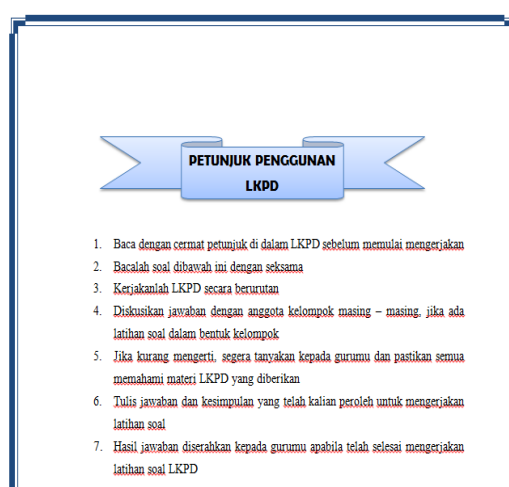 PETUNJUK PENGGUNAN
LKPD
1. Baca dengan cermat petunjuk di dalam LKPD sebelum memulai mengerjakan
2. Bacalah soal dibawah ini dengan seksama
3. Kerjakanlah LKPD secara berurutan
4. Diskusikan jawaban dengan anggota kelompok masing – masing, jika ada
latihan soal dalam bentuk kelompok
5. Jika kurang mengerti, segera tanyakan kepada gurumu dan pastikan semua
memahami materi LKPD yang diberikan
6. Tulis jawaban dan kesimpulan yang telah kalian peroleh untuk mengerjakan
latihan soal
7. Hasil jawaban diserahkan kepada gurumu apabila telah selesai mengerjakan
latihan soal LKPD